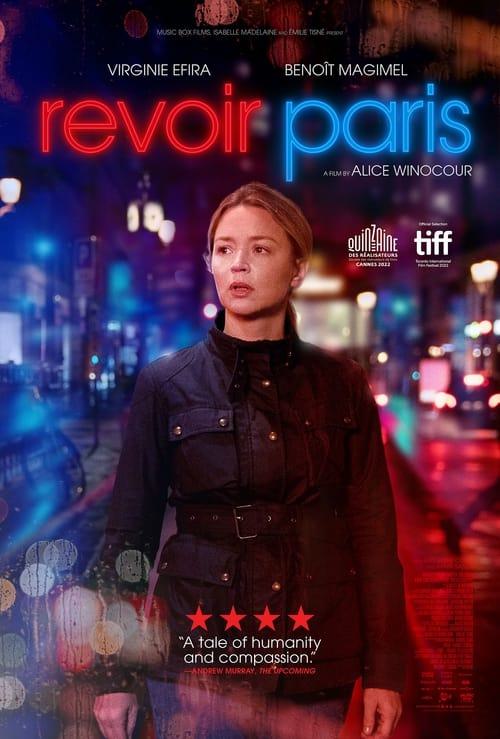 MUSIC BOX FILMS, ISABELLE MADELAINE AND ÉMILIE TISNÉ PRESENT
VIRGINIE EFIRA BENOÎT MAGIMEL
revoir paris
A FILM BY ALICE WINOCOUR
QUINZAINE
DES RÉALISATEURS
CANNES 2022
Official Selection
tiff
Toronto International
Film Festival 2022
“A tale of humanity
and compassion.”
—ANDREW MURRAY, THE UPCOMING